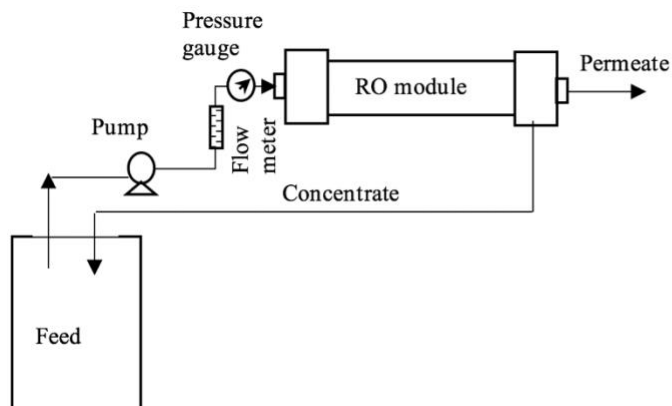 Pressure
gauge
RO module
Permeate
Pump
Flow
meter
Concentrate
Feed